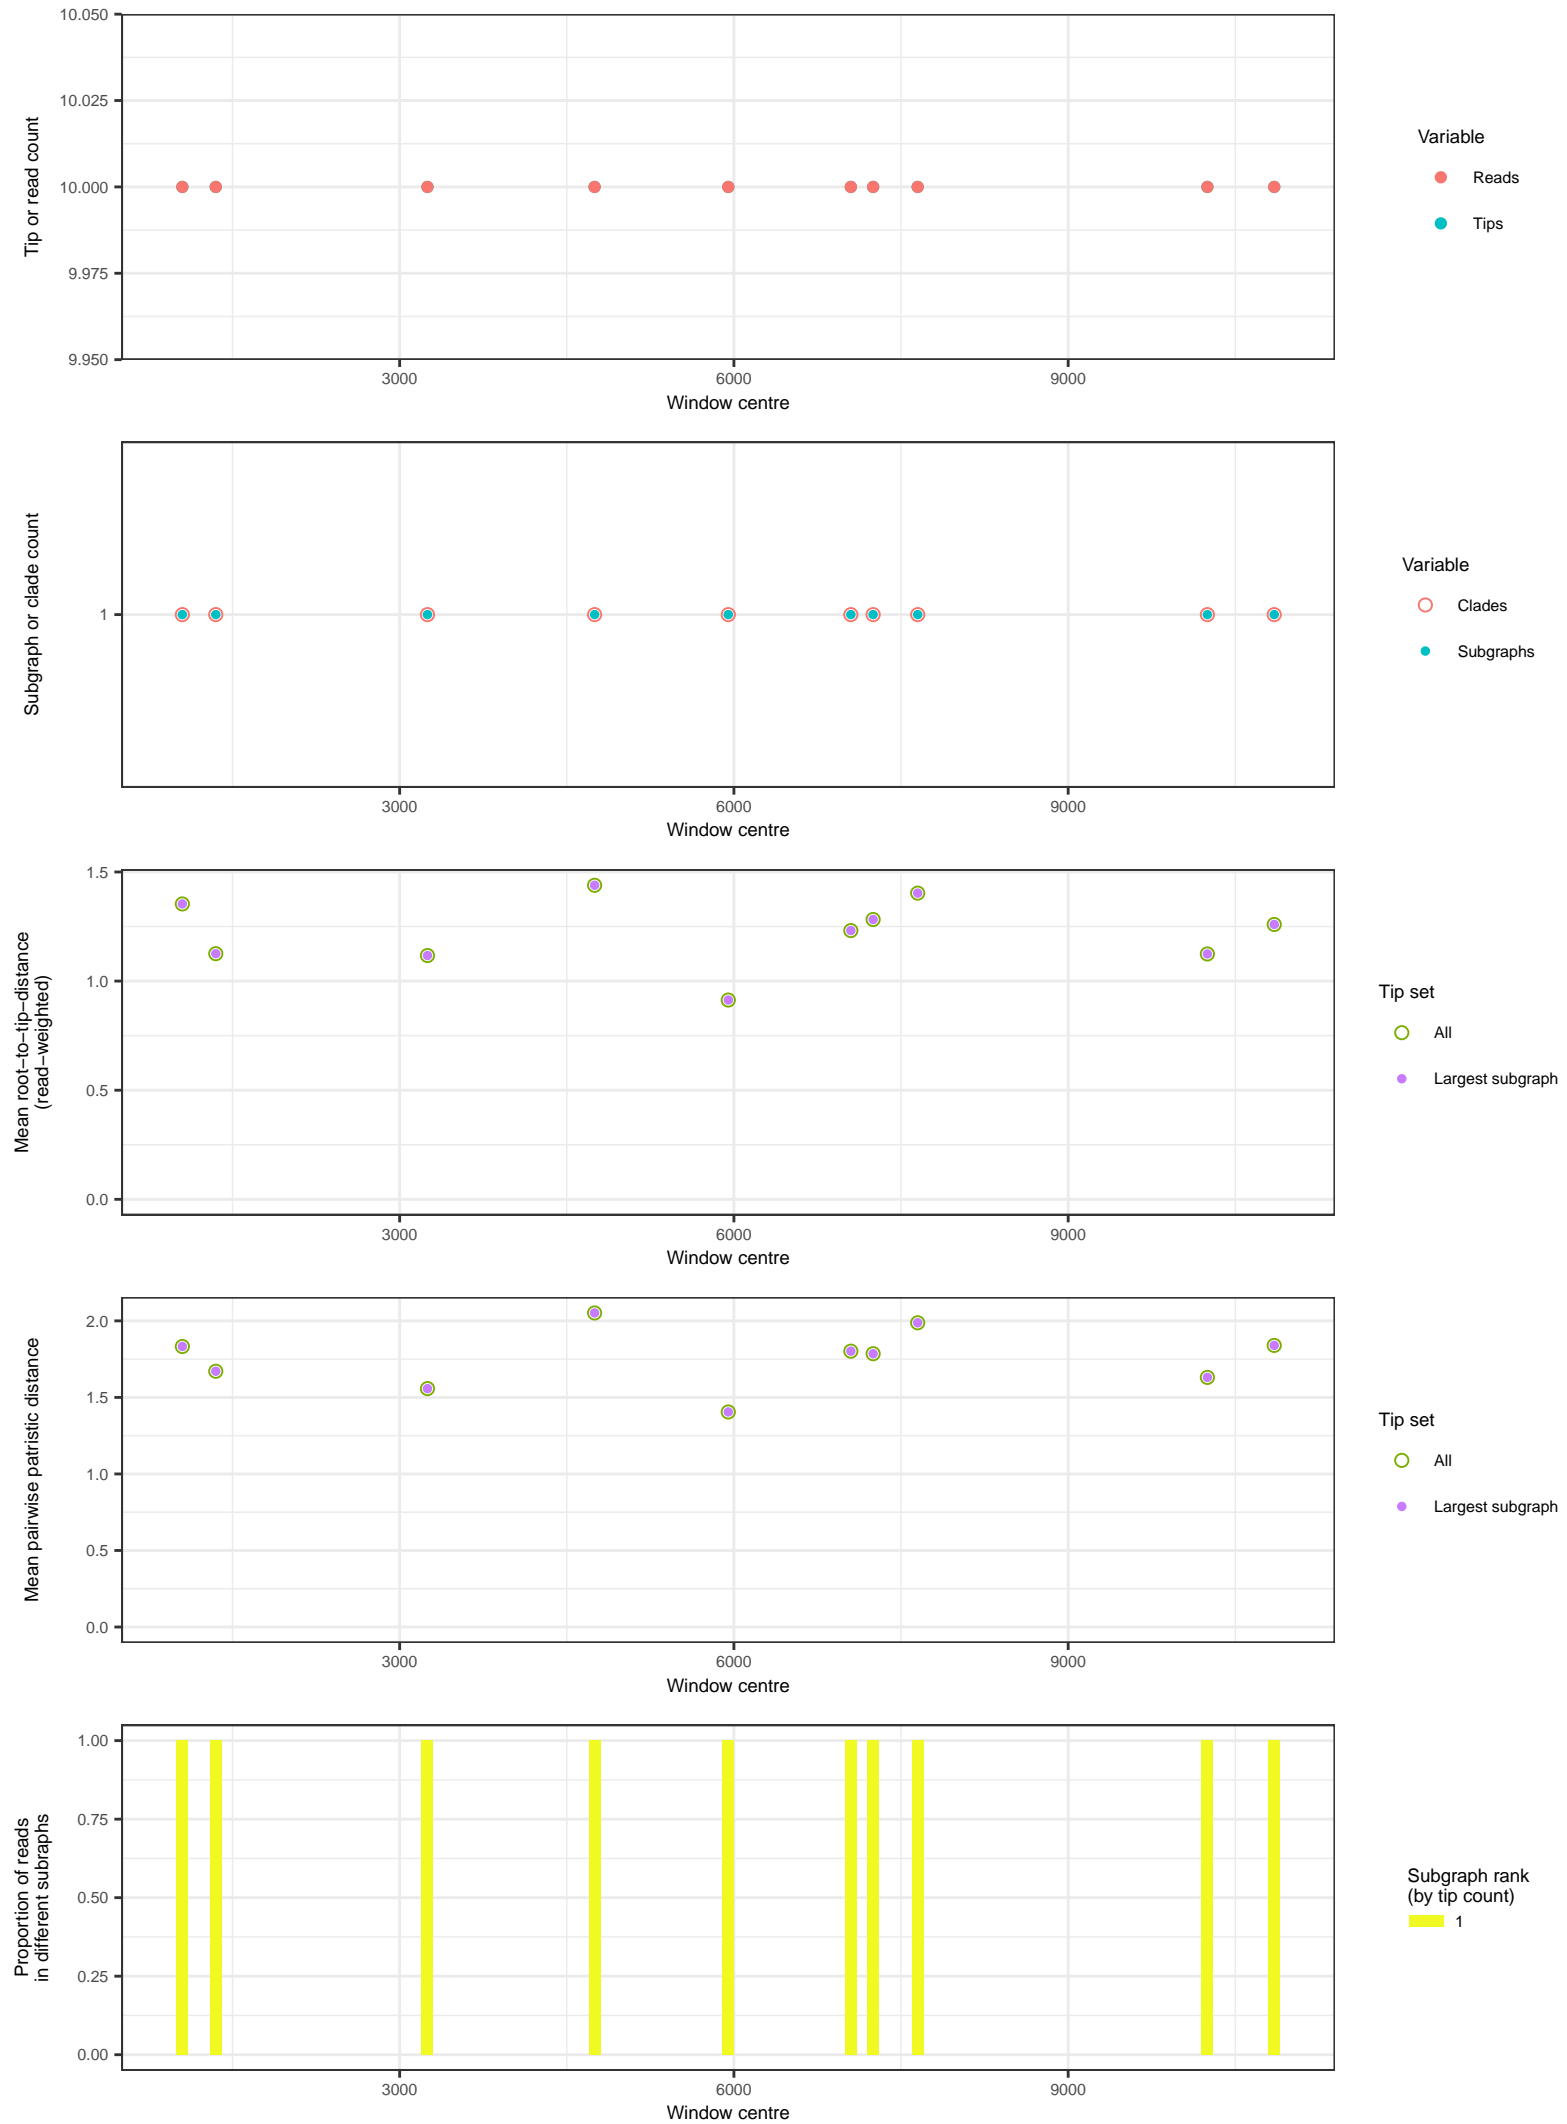 10.050
10.025
10.000
9.975
9.950
Tip or read count
3000
6000
9000
Window centre
Variable
Reads
Tips
1
Subgraph or clade count
3000
6000
9000
Window centre
Variable
Clades
Subgraphs
1.5
1.0
0.5
0.0
Mean root−to−tip−distance
(read−weighted)
3000
6000
9000
Window centre
Tip set
All
Largest subgraph
2.0
1.5
1.0
0.5
0.0
Mean pairwise patristic distance
3000
6000
9000
Window centre
Tip set
All
Largest subgraph
1.00
0.75
0.50
0.25
0.00
Proportion of reads
in different subraphs
3000
6000
9000
Window centre
Subgraph rank
(by tip count)
1